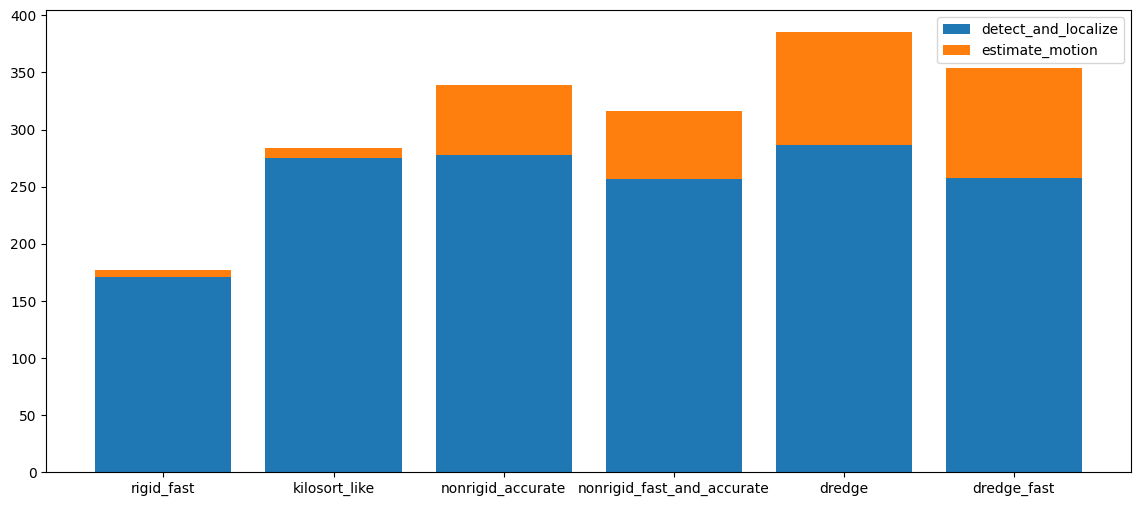 400
350
300
250
200
150
100
50
0
detect_and_localize
estimate_motion
rigid_fast
kilosort_like
nonrigid_accurate
nonrigid_fast_and_accurate
dredge
dredge_fast